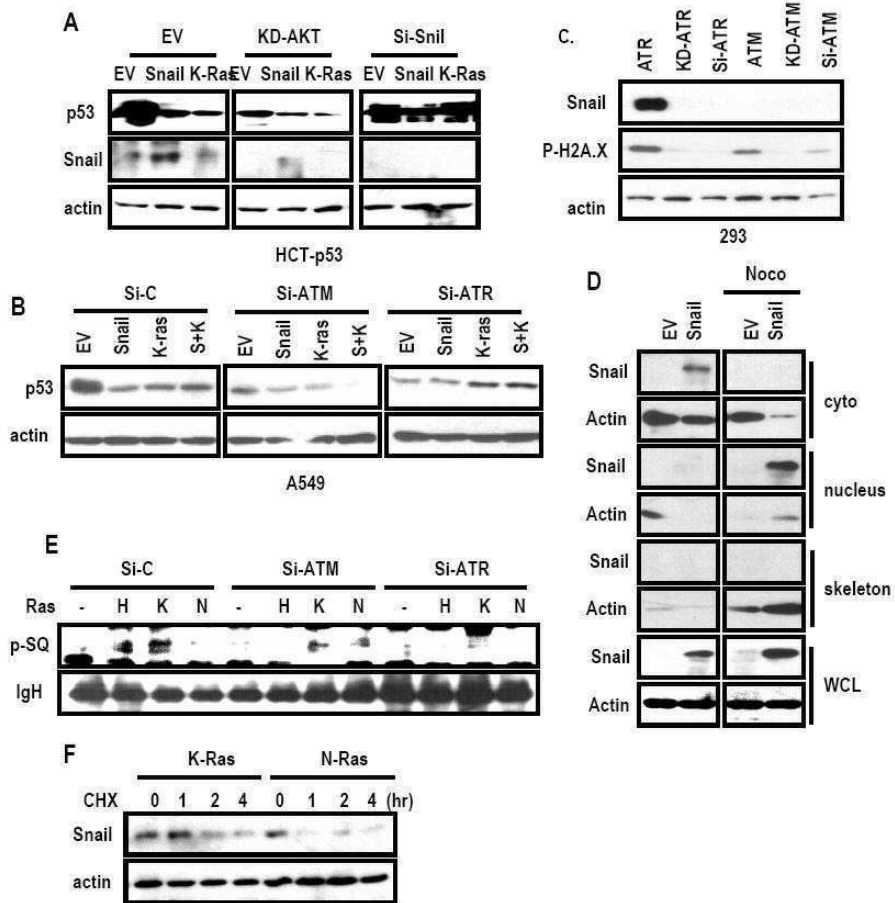 A
EV KD-AKT Si-Snil
EV Snail K-Ras EV Snail K-Ras EV Snail K-Ras
p53
Snail
actin
HCT-p53
B
Si-C Si-ATM Si-ATR
EV Snail K-ras S+K EV Snail K-ras S+K EV Snail K-ras S+K
p53
actin
A549
C.
ATR KD-ATR Si-ATR ATM KD-ATM Si-ATM
Snail
P-H2A.X
actin
293
D
Noco
EV Snail EV Snail
Snail
Actin
cyto
Snail
Actin
nucleus
Snail
Actin
skeleton
Snail
Actin
WCL
E
Si-C Si-ATM Si-ATR
Ras - H K N - H K N - H K N
p-SQ
IgH
F
K-Ras N-Ras
CHX 0 1 2 4 0 1 2 4 (hr)
Snail
actin